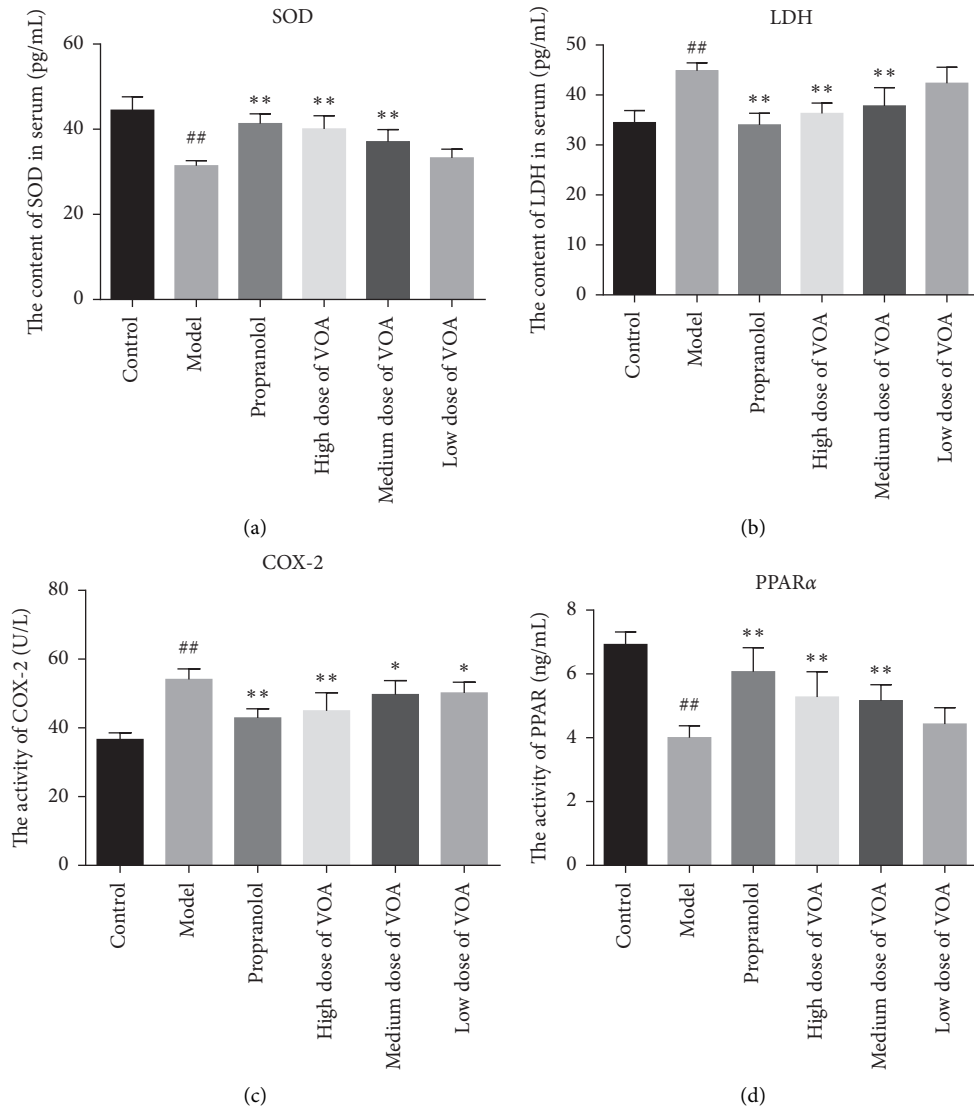 SOD
The content of SOD in serum (pg/mL)
60
40
20
0
##
**
**
**
Control
Model
Propranolol
High dose of VOA
Medium dose of VOA
Low dose of VOA
(a)
LDH
The content of LDH in serum (pg/mL)
50
40
30
20
10
0
##
**
**
**
Control
Model
Propranolol
High dose of VOA
Medium dose of VOA
Low dose of VOA
(b)
COX-2
The activity of COX-2 (U/L)
80
60
40
20
0
##
**
**
*
*
Control
Model
Propranolol
High dose of VOA
Medium dose of VOA
Low dose of VOA
(c)
PPARα
The activity of PPAR (ng/mL)
8
6
4
2
0
##
**
**
**
Control
Model
Propranolol
High dose of VOA
Medium dose of VOA
Low dose of VOA
(d)